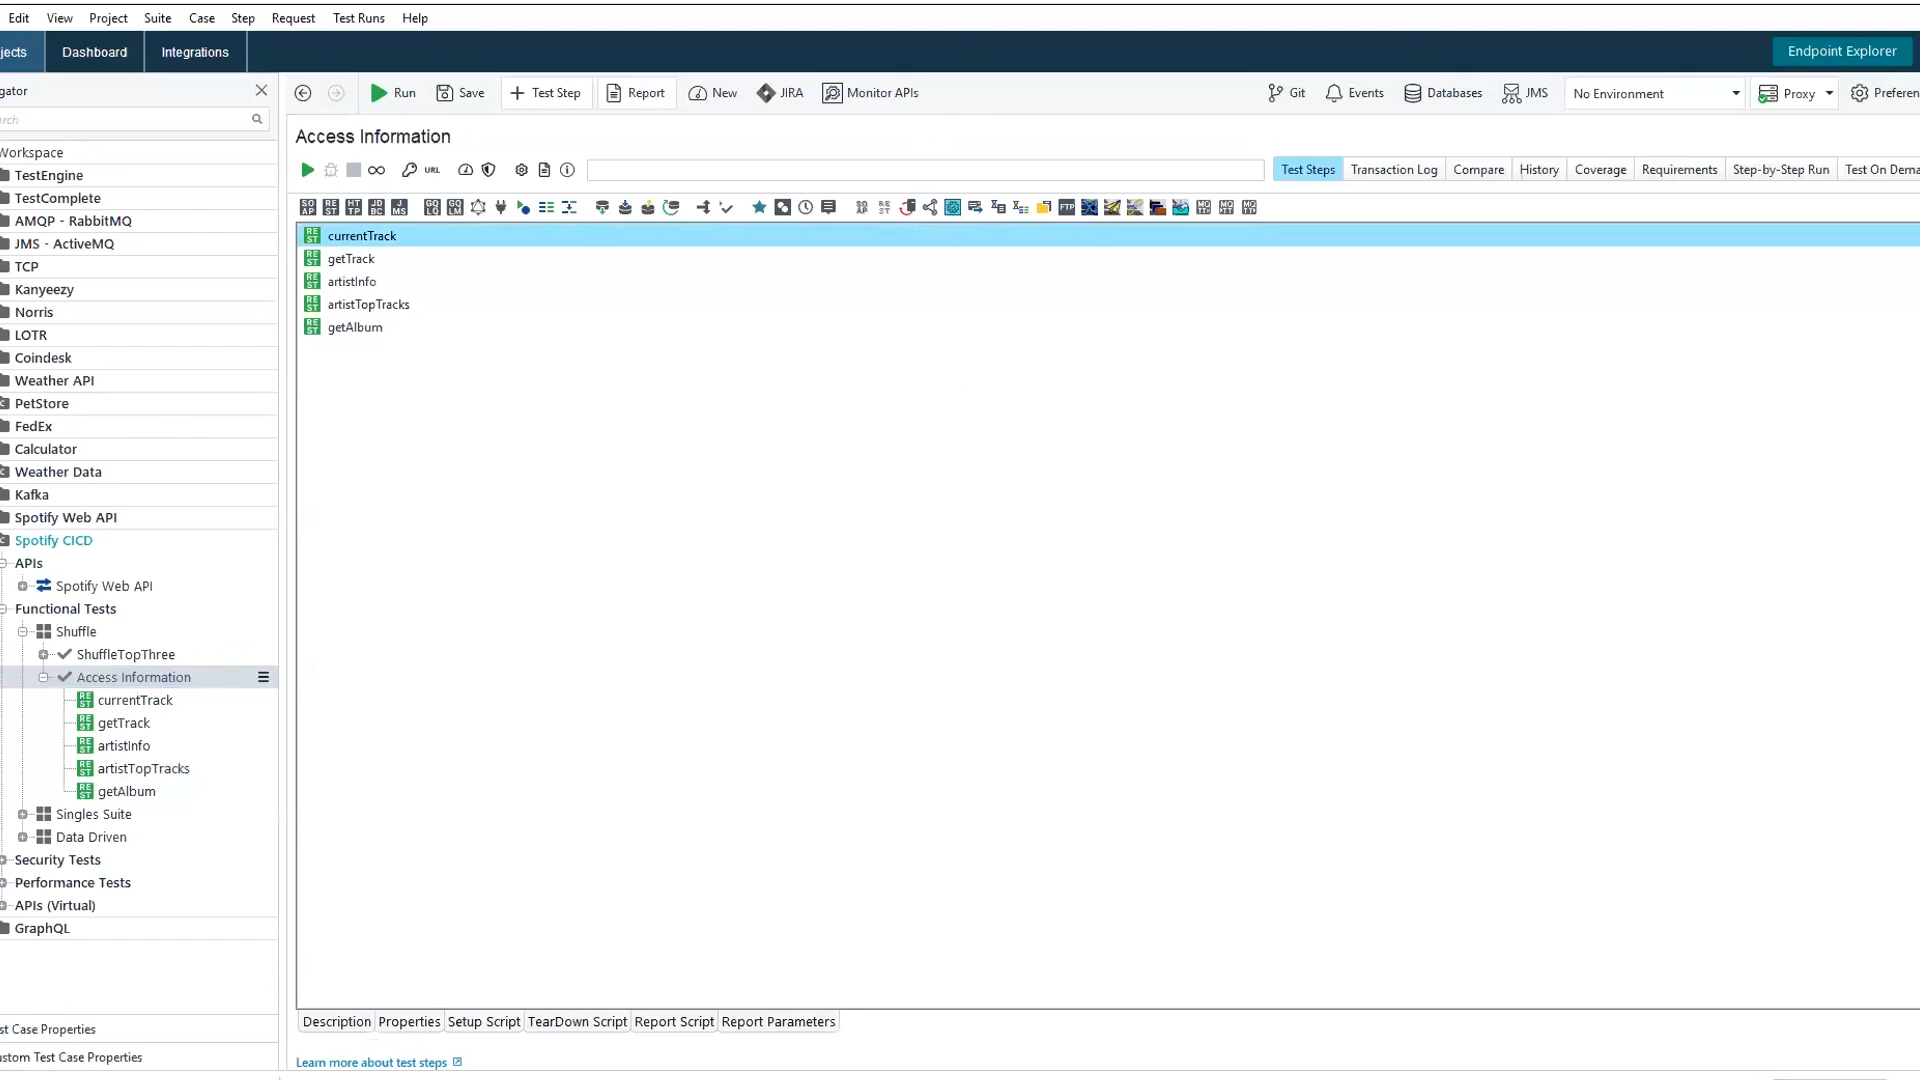 Edit View Project Suite Case Step Request Test Runs Help
jects Dashboard Integrations Endpoint Explorer
gator
Run Save Test Step Report New JIRA Monitor APIs Git Events Databases JMS No Environment Proxy Preferen
rch
Access Information
URL
Test Steps Transaction Log Compare History Coverage Requirements Step-by-Step Run Test On Dema
currentTrack
getTrack
artistInfo
artistTopTracks
getAlbum
Workspace
TestEngine
TestComplete
AMQP - RabbitMQ
JMS - ActiveMQ
TCP
Kanyeezy
Norris
LOTR
Coindesk
Weather API
PetStore
FedEx
Calculator
Weather Data
Kafka
Spotify Web API
Spotify CICD
APIs
Spotify Web API
Functional Tests
Shuffle
ShuffleTopThree
Access Information
currentTrack
getTrack
artistInfo
artistTopTracks
getAlbum
Singles Suite
Data Driven
Security Tests
Performance Tests
APIs (Virtual)
GraphQL
st Case Properties
ustom Test Case Properties
Description Properties Setup Script TearDown Script Report Script Report Parameters
Learn more about test steps